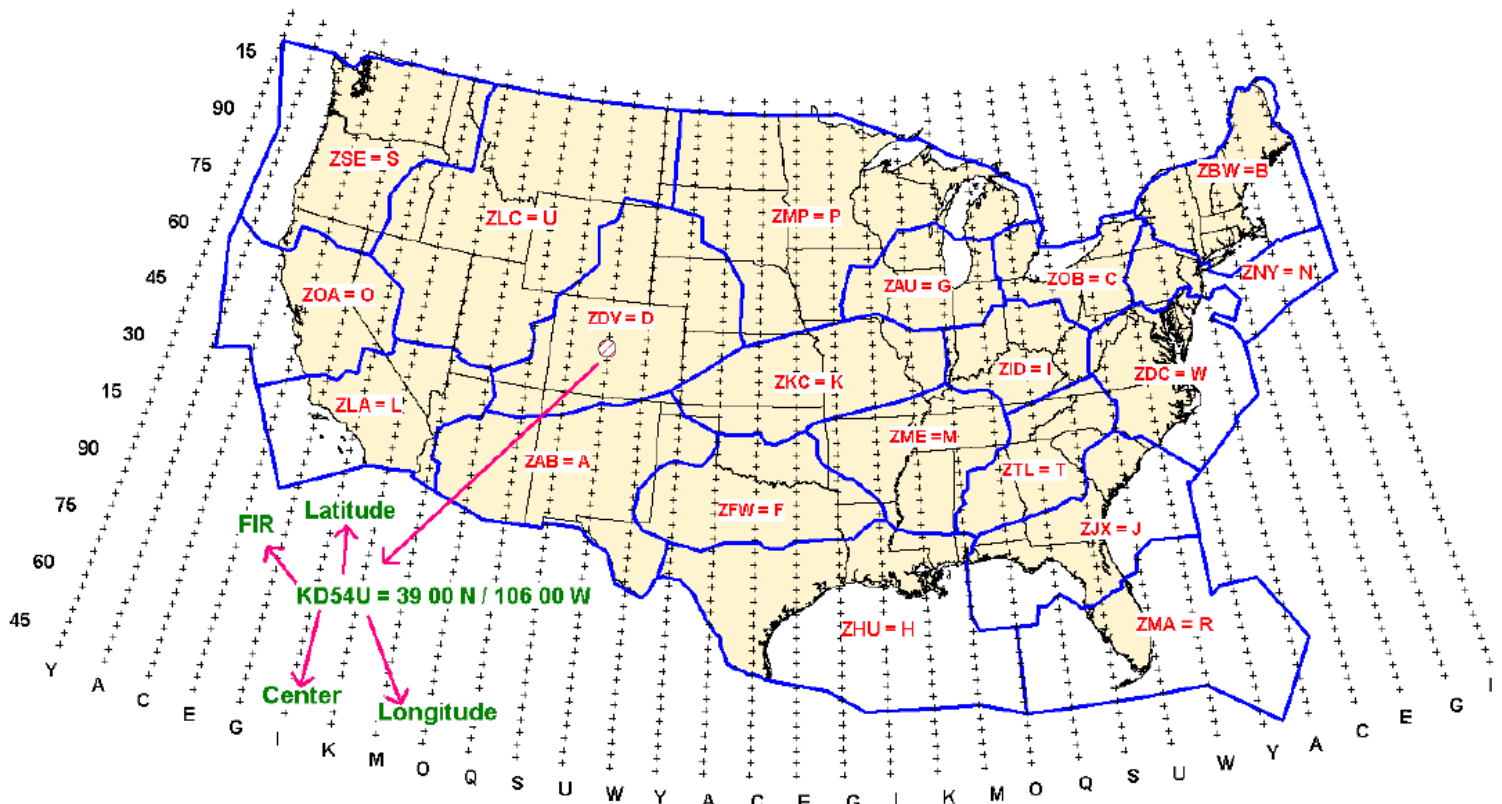 15
90
75
60
45
30
15
90
75
60
45
ZSE = S
ZLC = U
ZMP = P
ZBW = B
ZOA = O
ZDV = D
ZAU = G
ZOB = C
ZNY = N
ZLA = L
ZKC = K
ZID = I
ZDC = W
ZAB = A
ZME = M
ZFW = F
ZTL = T
ZJX = J
ZHU = H
ZMA = R
FIR
Latitude
KD54U = 39 00 N / 106 00 W
Center
Longitude
Y A C E G I K M O Q S U W Y A C E G I K M O Q S U W Y A C E G I